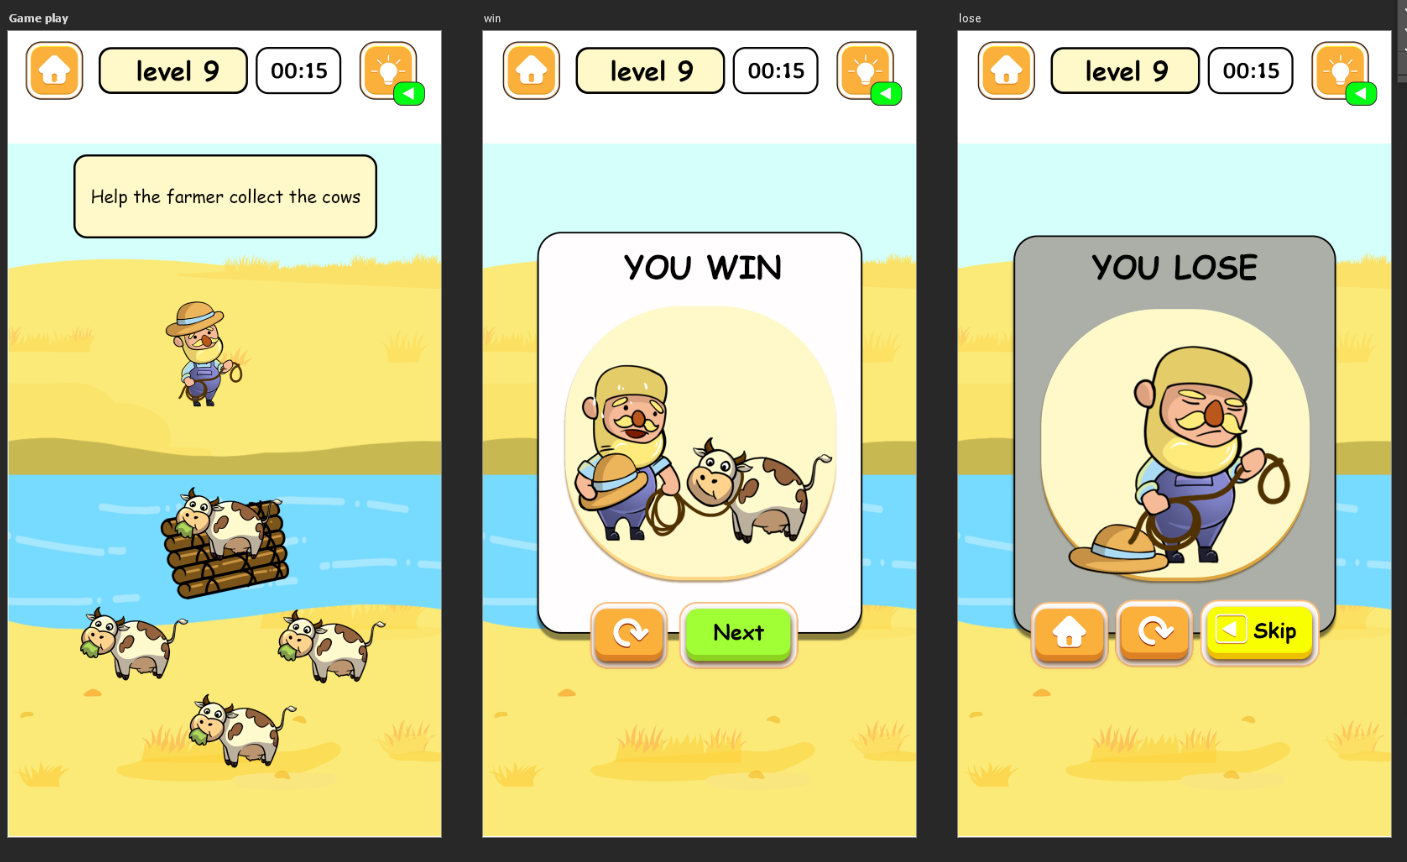 Game play
win
lose
level 9
00:15
level 9
00:15
level 9
00:15
Help the farmer collect the cows
YOU WIN
YOU LOSE
Next
Skip